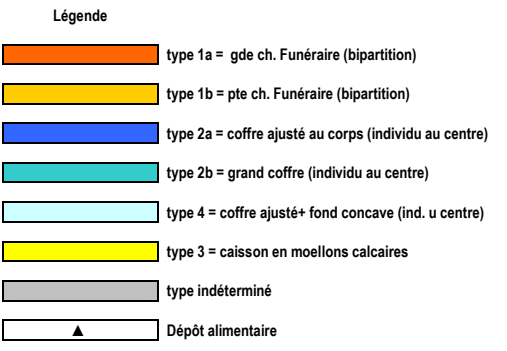 Légende
type 1a = gde ch. Funéraire (bipartition)
type 1b = pte ch. Funéraire (bipartition)
type 2a = coffre ajusté au corps (individu au centre)
type 2b = grand coffre (individu au centre)
type 4 = coffre ajusté+ fond concave (ind. u centre)
type 3 = caisson en moellons calcaires
type indéterminé
▲ Dépôt alimentaire